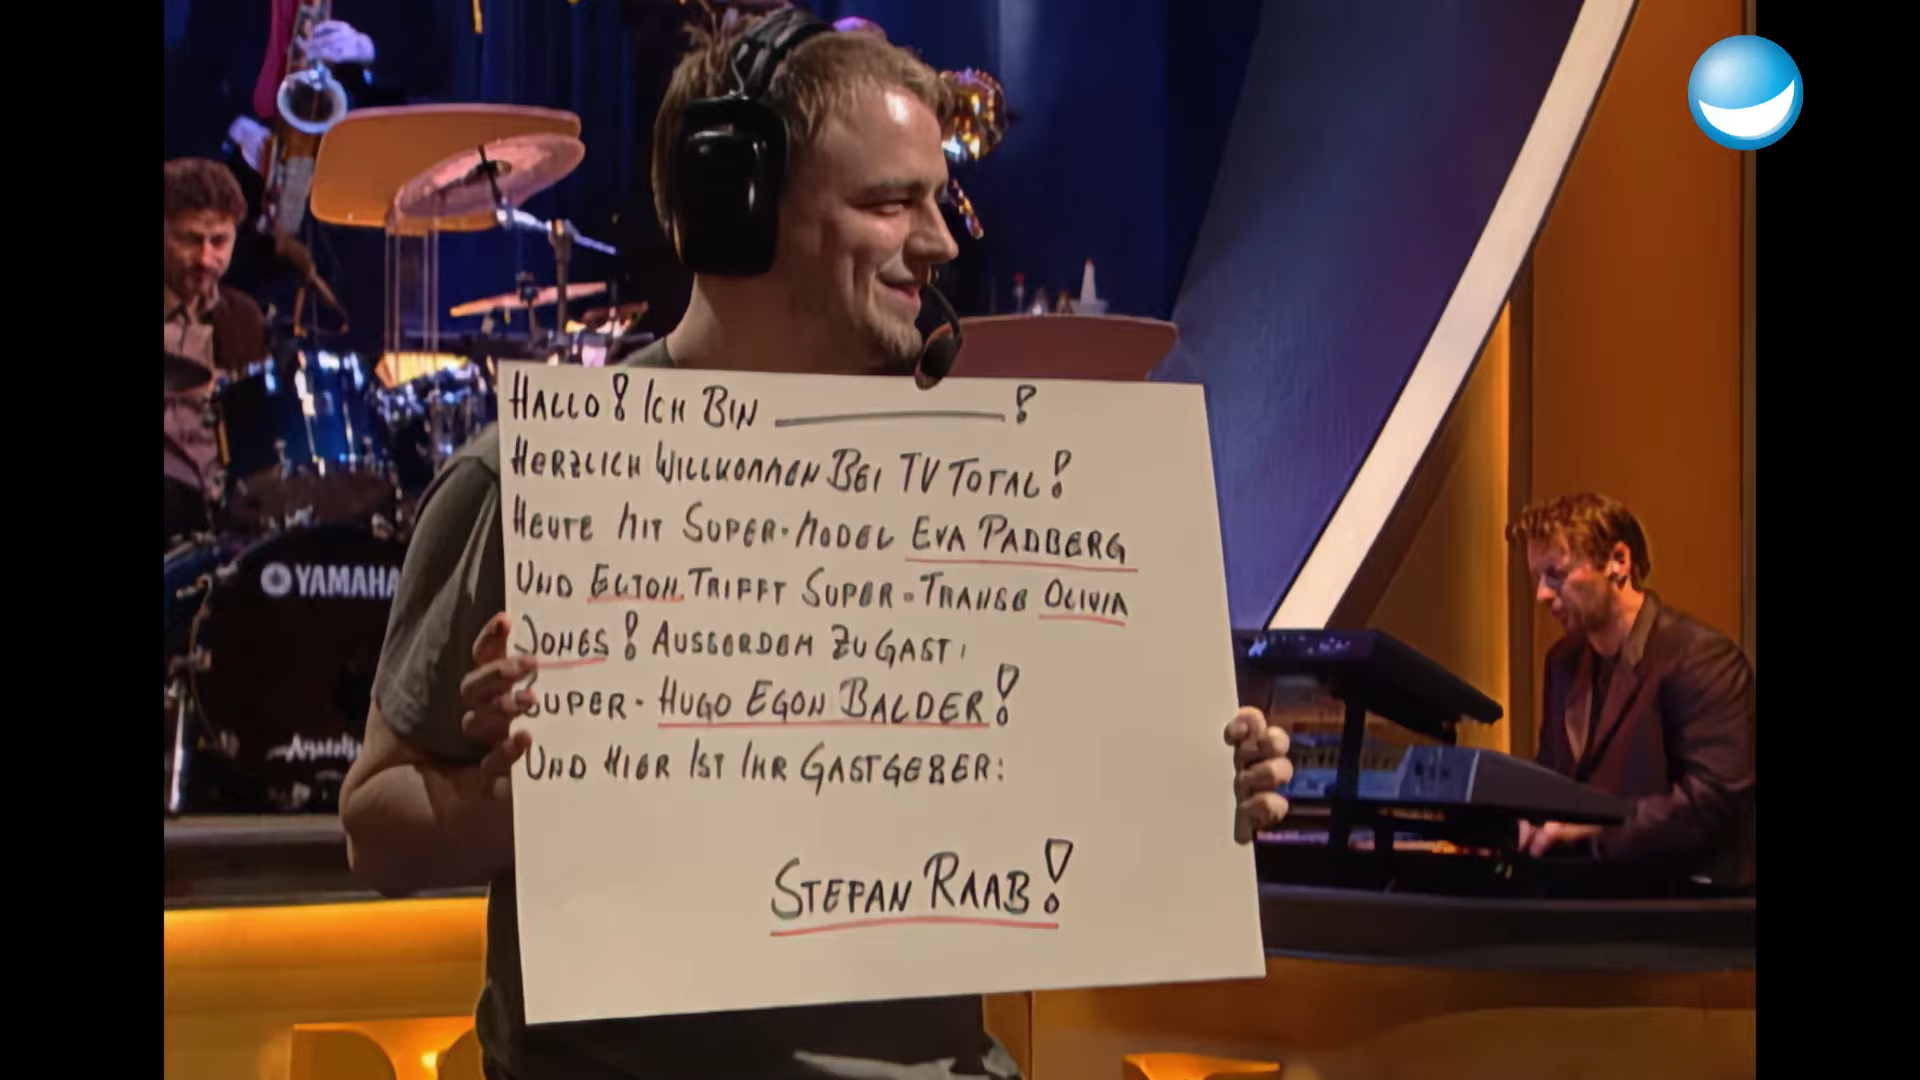 HALLO! ICH BIN ________!
HERZLICH WILLKOMMEN BEI TV TOTAL!
HEUTE MIT SUPER-MODEL EVA PADBERG
UND ELTON TRIFFT SUPER-TRANSE OLIVIA
JONES! AUSSERDEM ZU GAST:
SUPER-HUGO EGON BALDER!
UND HIER IST IHR GASTGEBER:
STEFAN RAAB!
YAMAHA